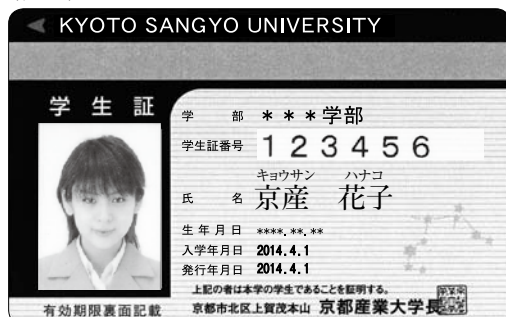 KYOTO SANGYO UNIVERSITY
学生証
学部 ＊＊＊学部
学生証番号 123456
キョウサン ハナコ
氏名 京産 花子
生年月日 ****.**.**
入学年月日 2014.4.1
発行年月日 2014.4.1
上記の者は本学の学生であることを証明する。
有効期限裏面記載
京都市北区上賀茂本山 京都産業大学長